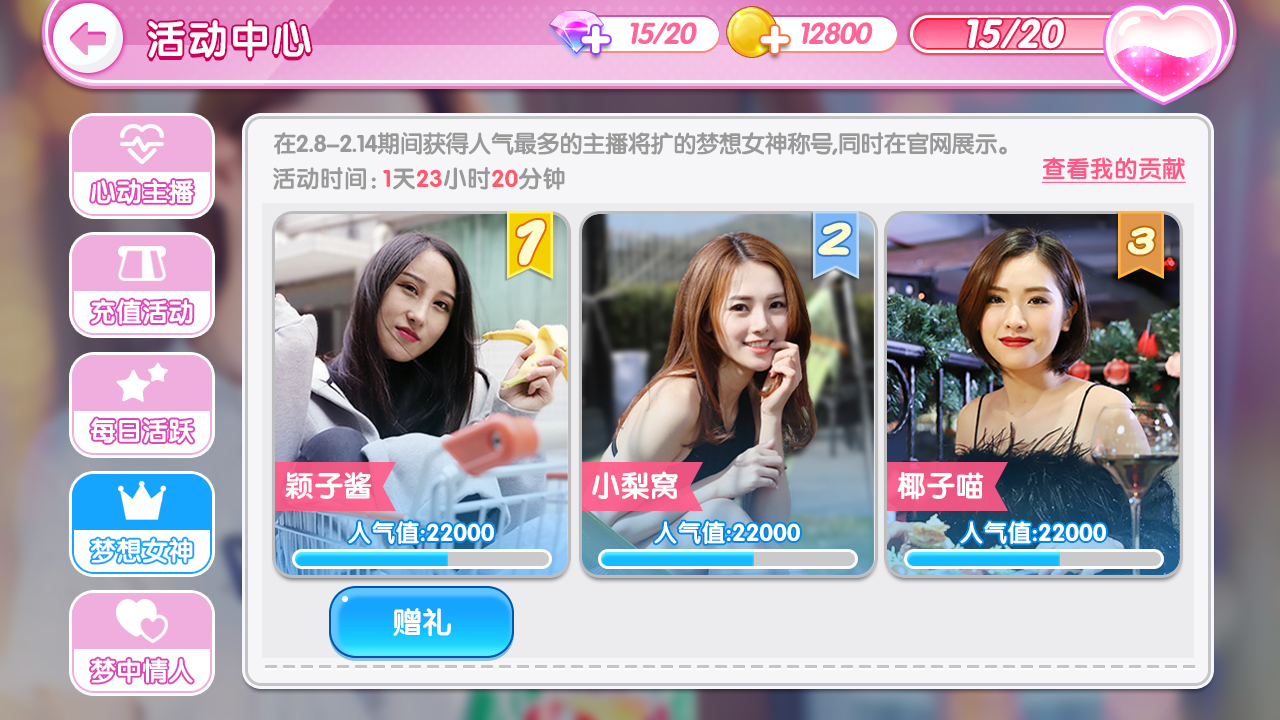 活动中心
15/20
12800
15/20
心动主播
充值活动
每日活跃
梦想女神
梦中情人
在2.8-2.14期间获得人气最多的主播将扩的梦想女神称号,同时在官网展示。
活动时间:1天23小时20分钟
查看我的贡献
1
颖子酱
人气值:22000
2
小梨窝
人气值:22000
3
椰子喵
人气值:22000
赠礼